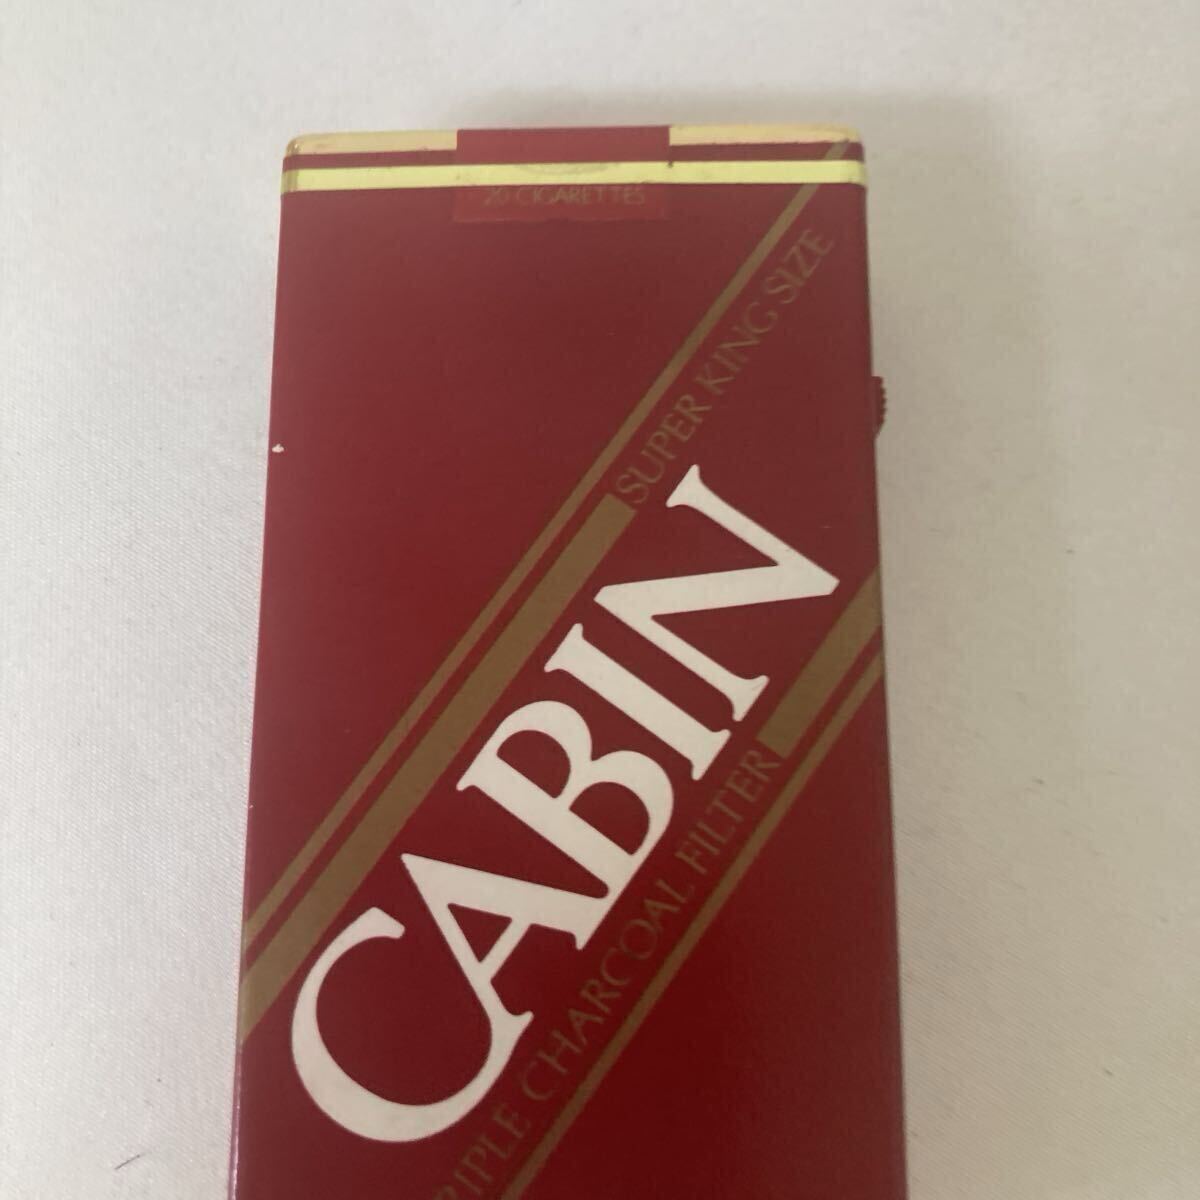 20 CIGARETTES
SUPER KING SIZE
CABIN
RIPLE CHARCOAL FILTER